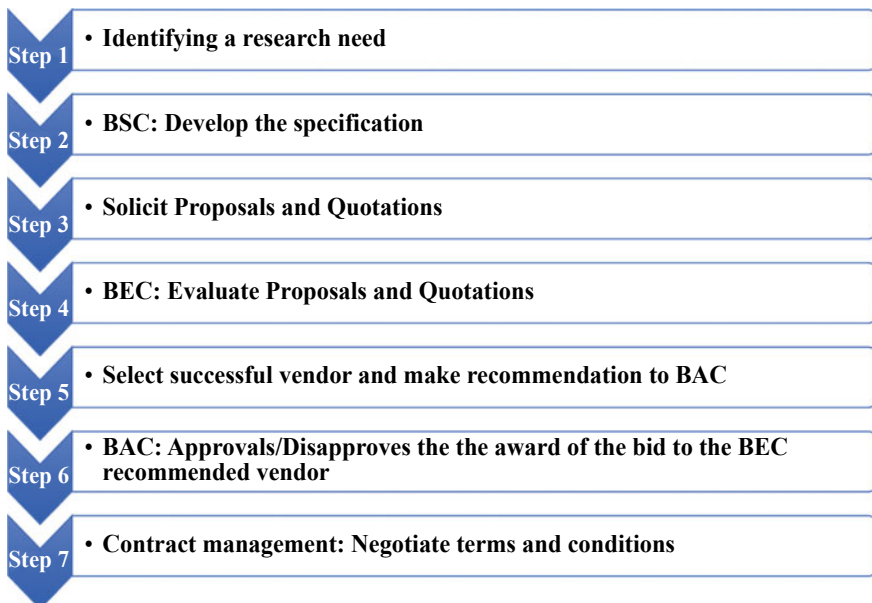 Step 1
• Identifying a research need
Step 2
• BSC: Develop the specification
Step 3
• Solicit Proposals and Quotations
Step 4
• BEC: Evaluate Proposals and Quotations
Step 5
• Select successful vendor and make recommendation to BAC
Step 6
• BAC: Approvals/Disapproves the the award of the bid to the BEC
recommended vendor
Step 7
• Contract management: Negotiate terms and conditions